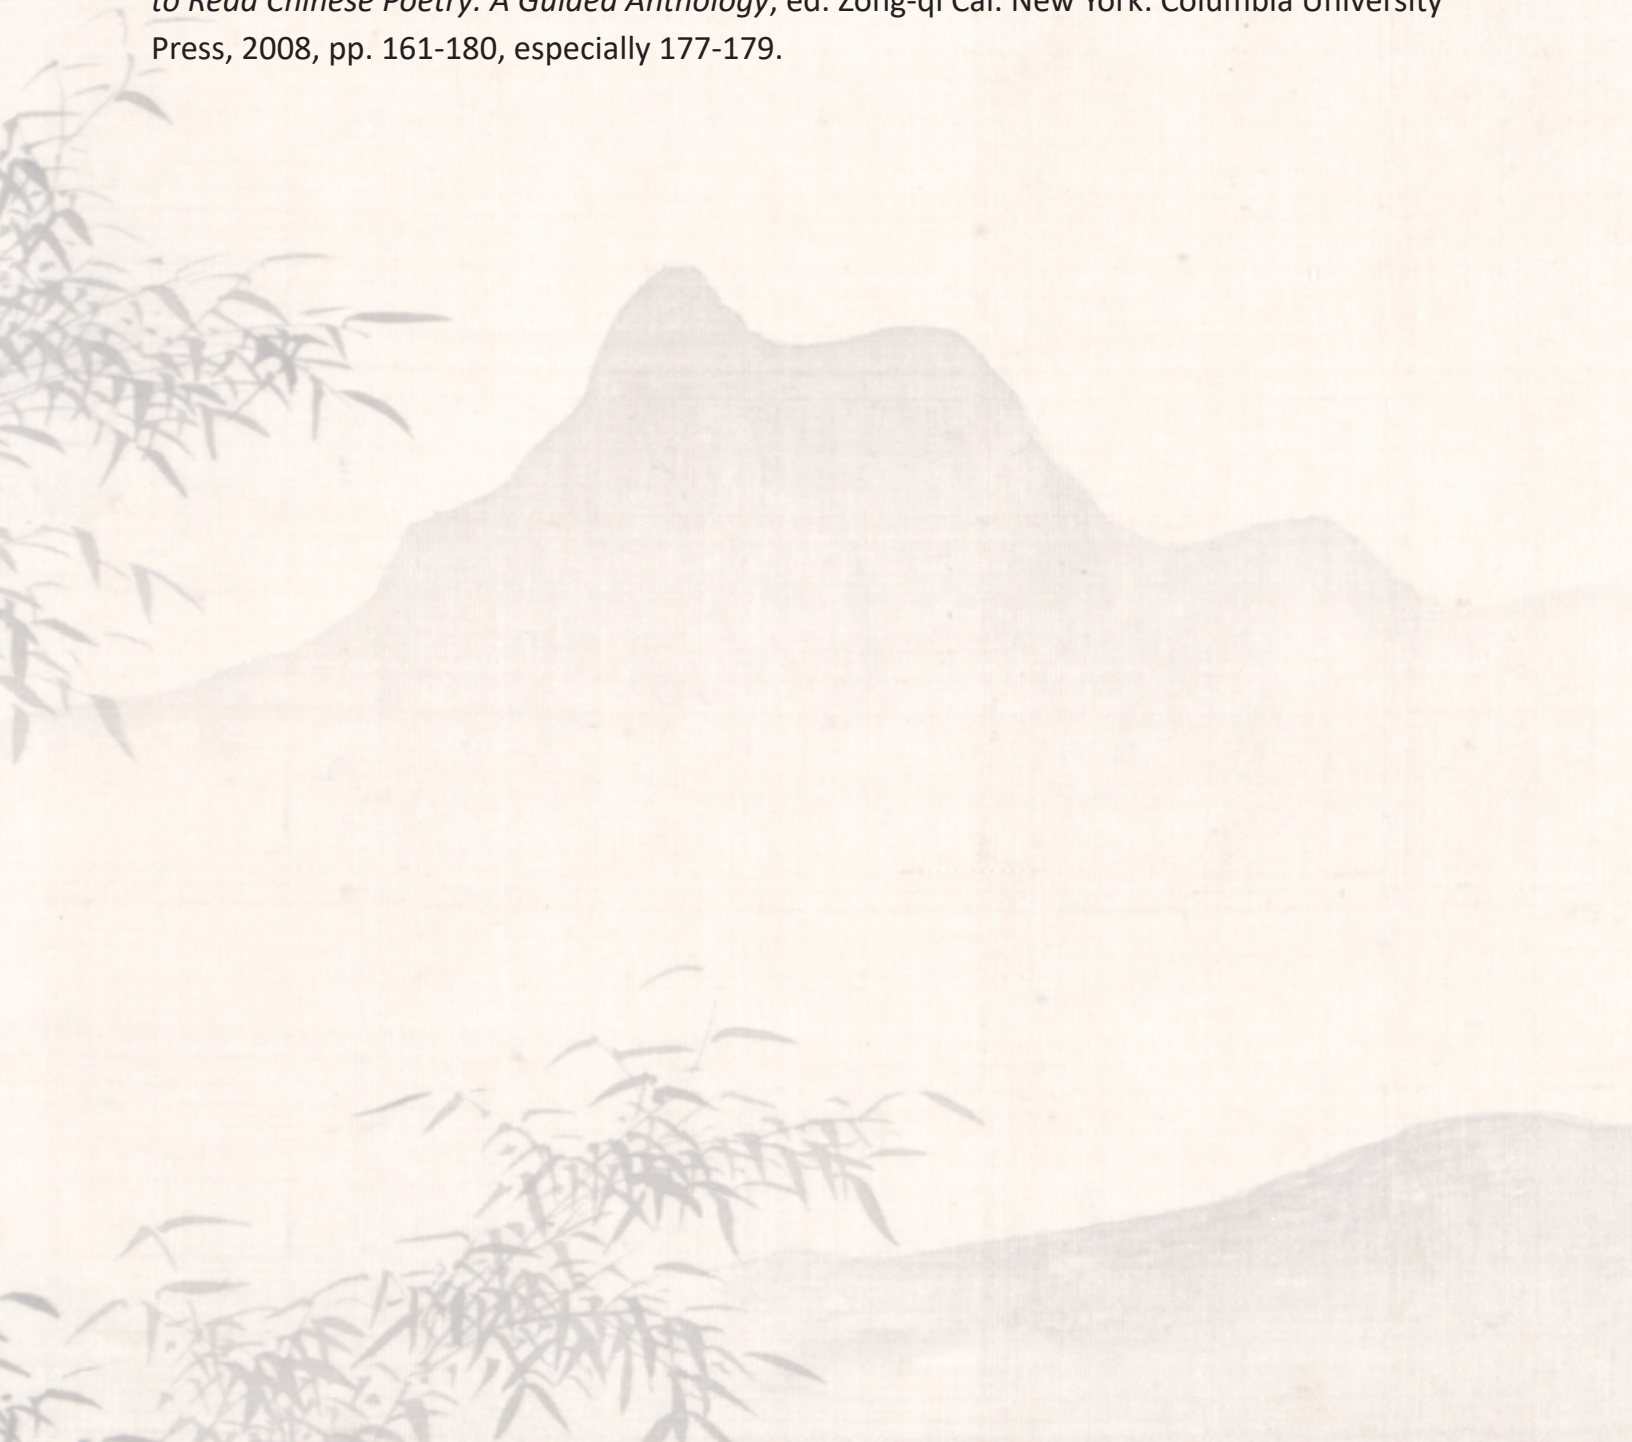 to Read Chinese Poetry: A Guided Anthology, ed. Zong-qi Cai. New York: Columbia University
Press, 2008, pp. 161-180, especially 177-179.